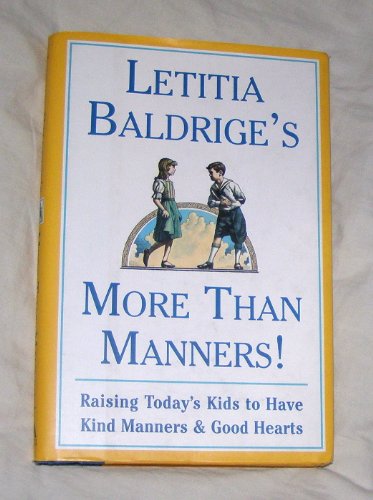 LETITIA
BALDRIGE'S
MORE THAN
MANNERS!
Raising Today's Kids to Have
Kind Manners & Good Hearts